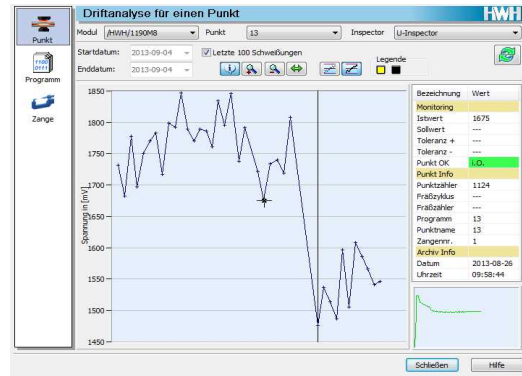 Driftanalyse für einen Punkt
HWH
Modul /HWH/1190M8 Punkt 13 Inspector U-Inspector
Startdatum: 2013-09-04 Letzte 100 Schweißungen
Enddatum: 2013-09-04
Legende
Punkt
Programm
Zange
Spannung in [mV]
1850
1800
1750
1700
1650
1600
1550
1500
1450
Bezeichnung Wert
Monitoring
Istwert 1675
Sollwert ---
Toleranz + ---
Toleranz - ---
Punkt OK i.O.
Punkt Info
Punktzähler 1124
Fräßzyklus ---
Fräßzähler ---
Programm 13
Punktname 13
Zangennr. 1
Archiv Info
Datum 2013-08-26
Uhrzeit 09:58:44
Schließen Hilfe